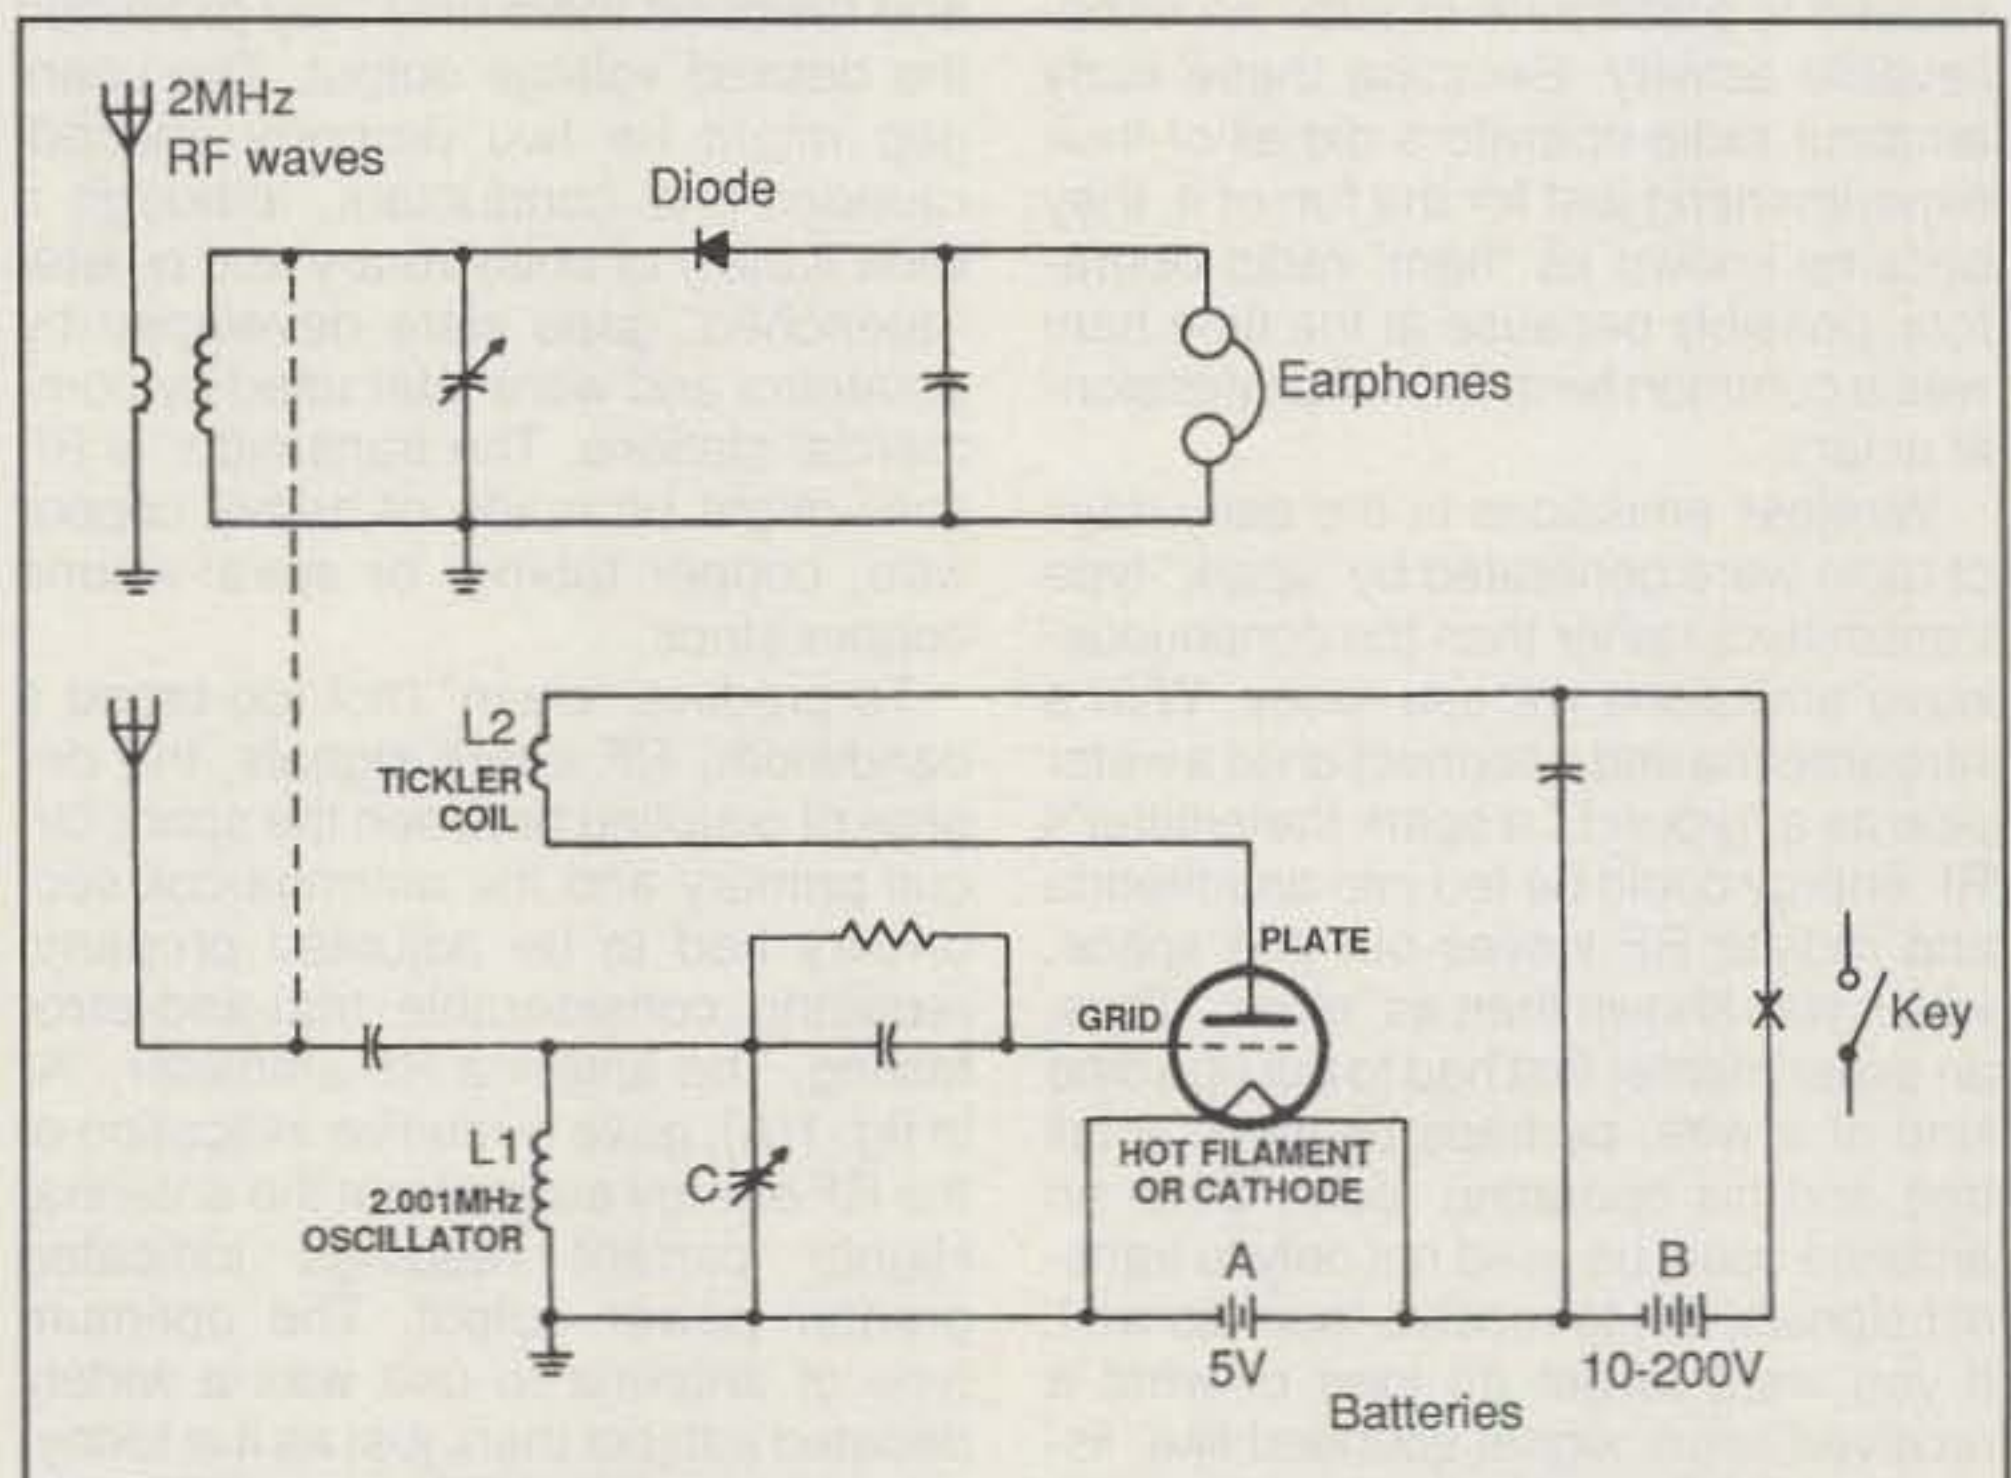 2MHz
RF waves
Diode
Earphones
L2
TICKLER
COIL
PLATE
GRID
Key
L1
2.001MHz
OSCILLATOR
C
HOT FILAMENT
OR CATHODE
A
B
5V
10-200V
Batteries